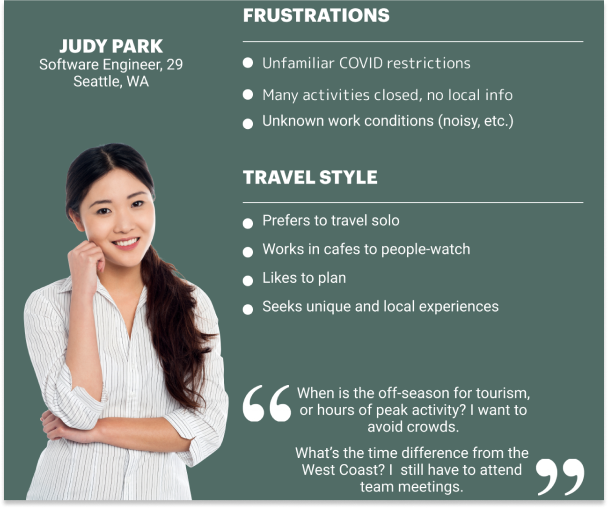 FRUSTRATIONS
JUDY PARK
Software Engineer, 29
Seattle, WA
Unfamiliar COVID restrictions
Many activities closed, no local info
Unknown work conditions (noisy, etc.)
TRAVEL STYLE
Prefers to travel solo
Works in cafes to people-watch
Likes to plan
Seeks unique and local experiences
“
When is the off-season for tourism,
or hours of peak activity? I want to
avoid crowds.
What's the time difference from the
West Coast? I  still have to attend
team meetings.
”